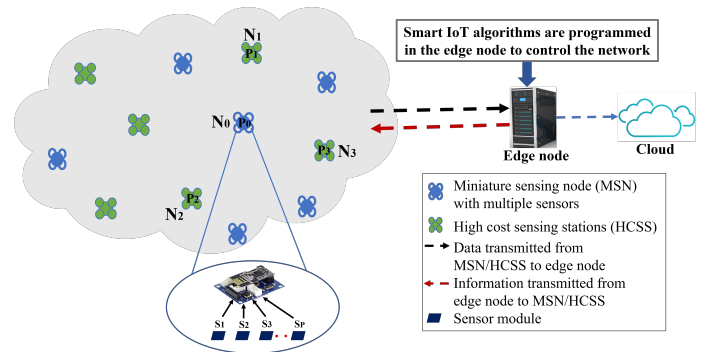 Smart IoT algorithms are programmed
in the edge node to control the network
N1
P1
N0
P0
P3
N3
P2
N2
Edge node
Cloud
Miniature sensing node (MSN)
with multiple sensors
High cost sensing stations (HCSS)
Data transmitted from
MSN/HCSS to edge node
Information transmitted from
edge node to MSN/HCSS
Sensor module
S1 S2 S3 SP